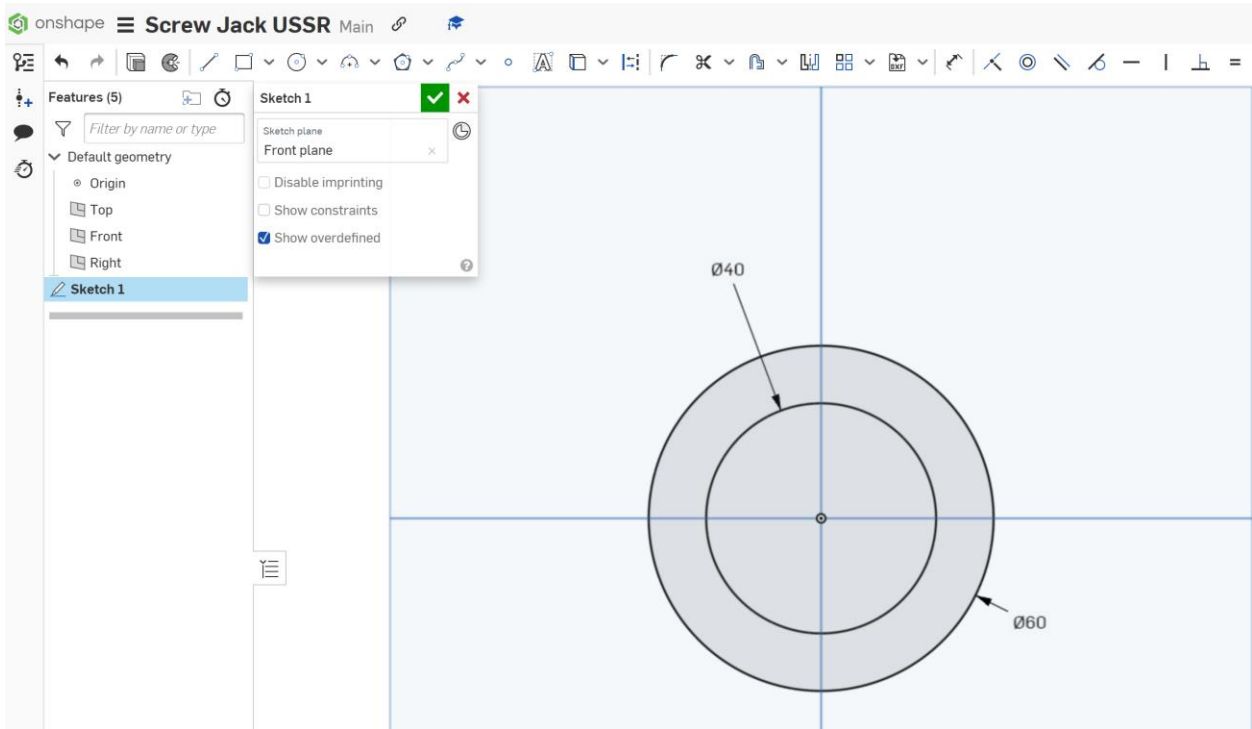 onshape Screw Jack USSR Main
Features (5)
Filter by name or type
Default geometry
Origin
Top
Front
Right
Sketch 1
Sketch 1
Sketch plane
Front plane
Disable imprinting
Show constraints
Show overdefined
Ø40
Ø60